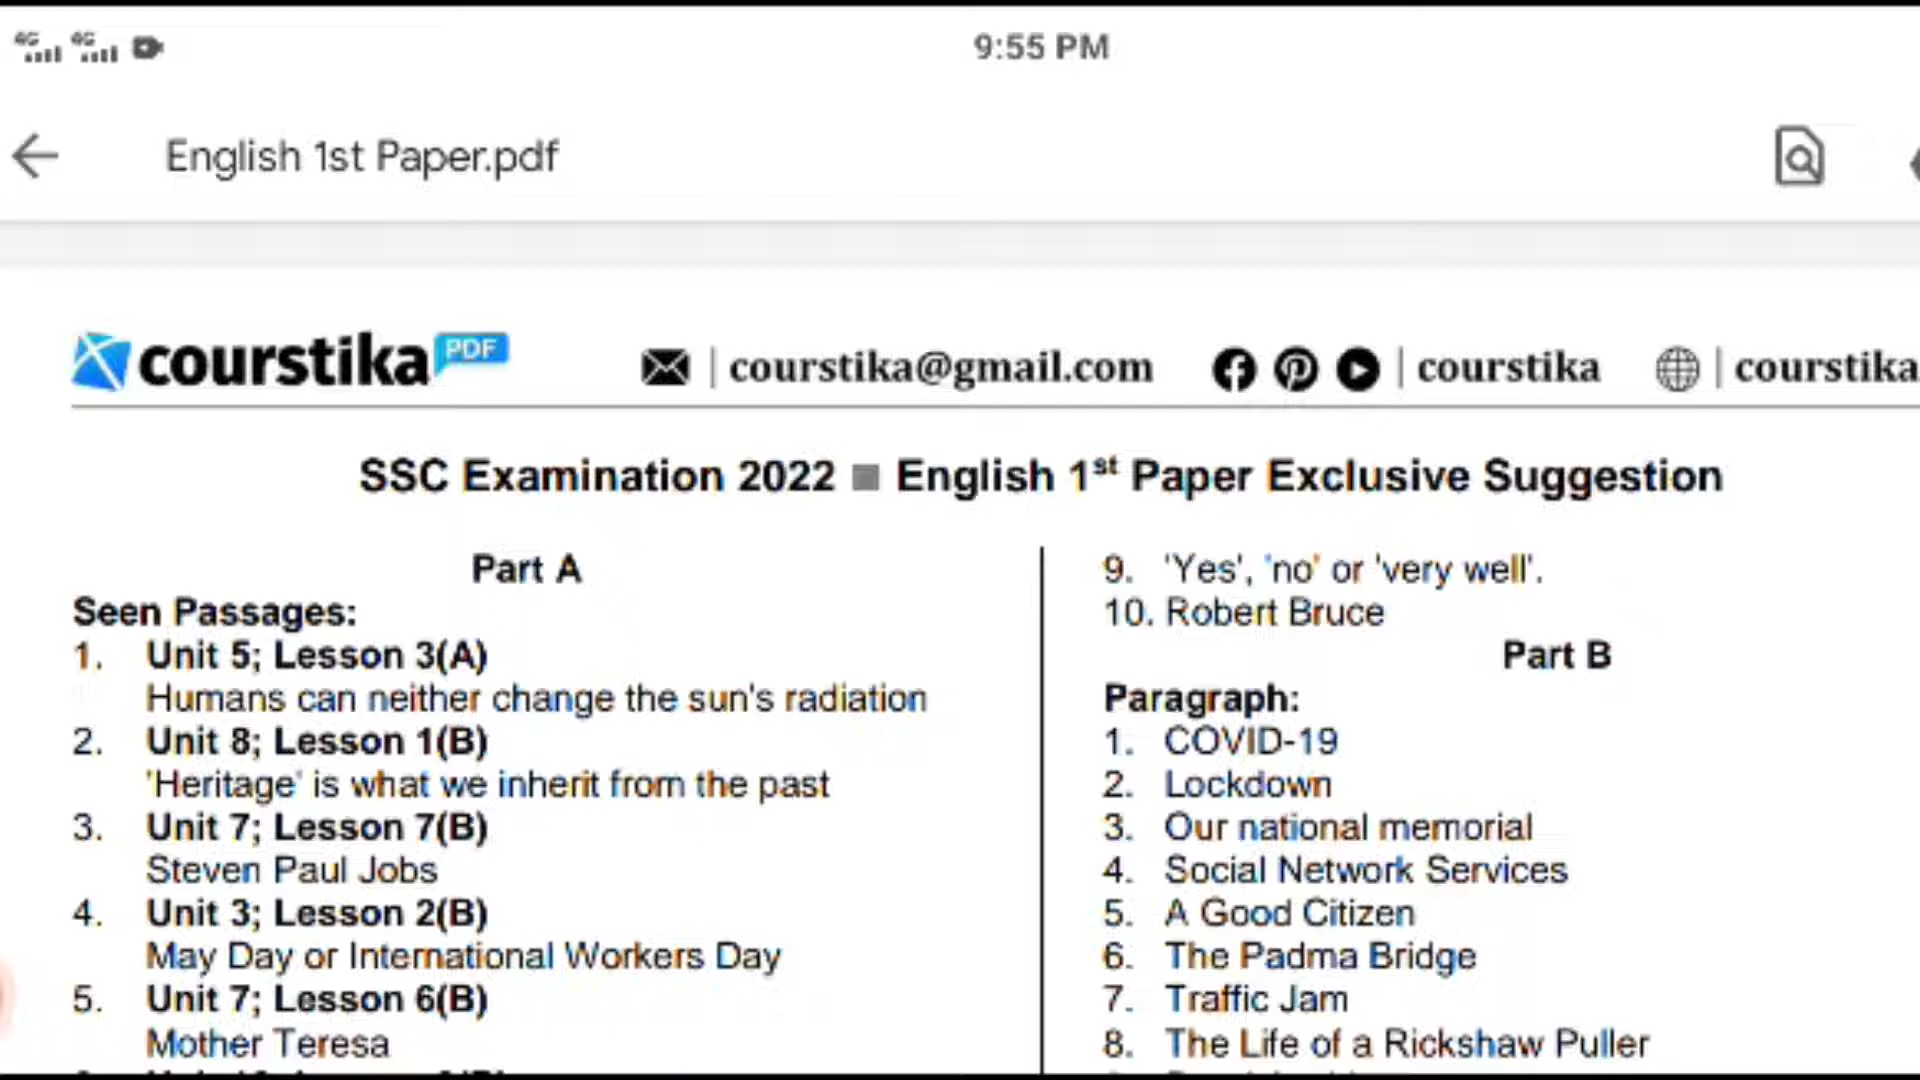 4G 4G 9:55 PM
English 1st Paper.pdf
courstika PDF | courstika@gmail.com | courstika | courstika
SSC Examination 2022 ■ English 1st Paper Exclusive Suggestion
Part A
Seen Passages:
1. Unit 5; Lesson 3(A)
Humans can neither change the sun's radiation
2. Unit 8; Lesson 1(B)
'Heritage' is what we inherit from the past
3. Unit 7; Lesson 7(B)
Steven Paul Jobs
4. Unit 3; Lesson 2(B)
May Day or International Workers Day
5. Unit 7; Lesson 6(B)
Mother Teresa
9. 'Yes', 'no' or 'very well'.
10. Robert Bruce
Part B
Paragraph:
1. COVID-19
2. Lockdown
3. Our national memorial
4. Social Network Services
5. A Good Citizen
6. The Padma Bridge
7. Traffic Jam
8. The Life of a Rickshaw Puller